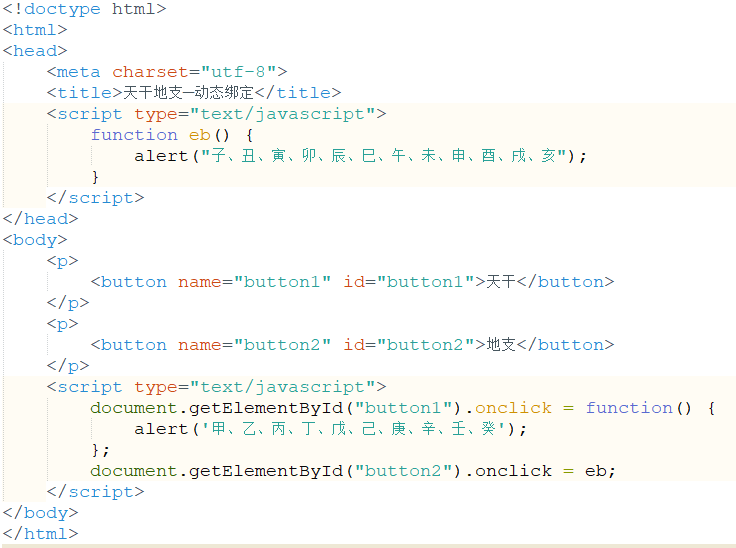 <!doctype html>
<html>
<head>
    <meta charset="utf-8">
    <title>天干地支—动态绑定</title>
    <script type="text/javascript">
        function eb() {
            alert("子、丑、寅、卯、辰、巳、午、未、申、酉、戌、亥");
        }
    </script>
</head>
<body>
    <p>
        <button name="button1" id="button1">天干</button>
    </p>
    <p>
        <button name="button2" id="button2">地支</button>
    </p>
    <script type="text/javascript">
        document.getElementById("button1").onclick = function() {
            alert('甲、乙、丙、丁、戊、己、庚、辛、壬、癸');
        };
        document.getElementById("button2").onclick = eb;
    </script>
</body>
</html>